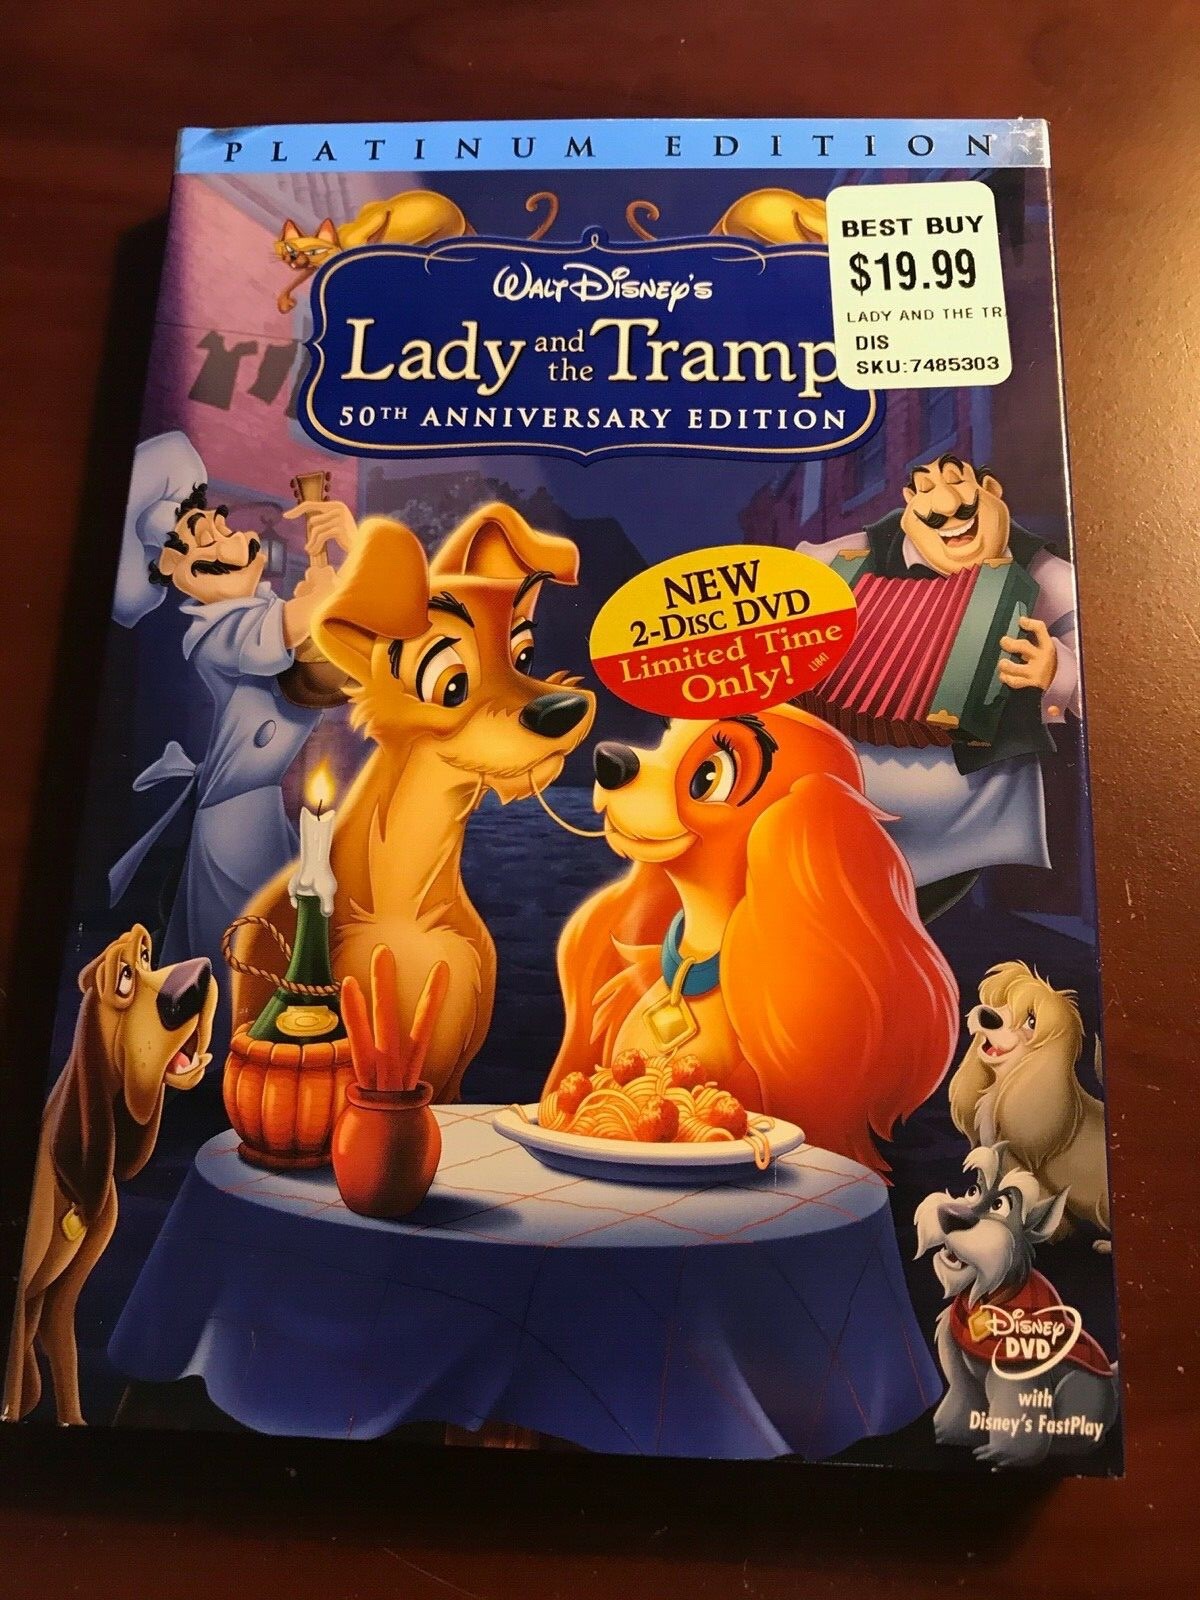 PLATINUM EDITION
BEST BUY
$19.99
LADY AND THE TR
DIS
SKU:7485303
WALT DISNEY'S
Lady and the Tramp
50TH ANNIVERSARY EDITION
NEW
2-DISC DVD
Limited Time
Only!
L1641
DISNEY
DVD
with
Disney's FastPlay